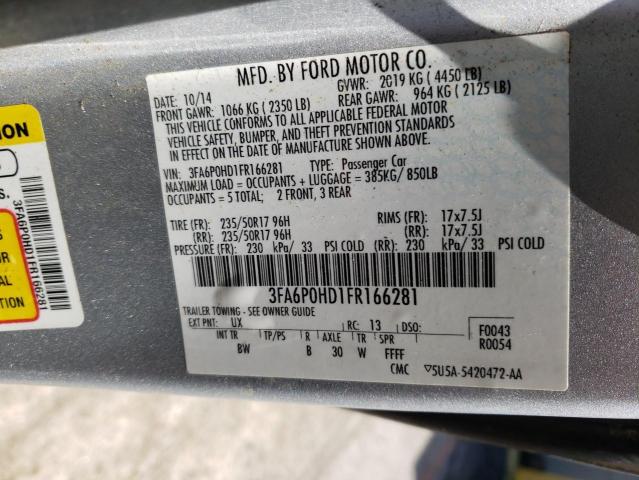 MFD. BY FORD MOTOR CO.
DATE: 10/14 GVWR: 2019 KG ( 4450 LB)
FRONT GAWR: 1066 KG ( 2350 LB) REAR GAWR: 964 KG ( 2125 LB)
THIS VEHICLE CONFORMS TO ALL APPLICABLE FEDERAL MOTOR
VEHICLE SAFETY, BUMPER, AND THEFT PREVENTION STANDARDS
IN EFFECT ON THE DATE OF MANUFACTURE SHOWN ABOVE.
VIN: 3FA6P0HD1FR166281 TYPE: Passenger Car
MAXIMUM LOAD = OCCUPANTS + LUGGAGE = 385KG/ 850LB
OCCUPANTS = 5 TOTAL; 2 FRONT, 3 REAR
TIRE (FR): 235/50R17 96H RIMS (FR): 17x7.5J
(RR): 235/50R17 96H (RR): 17x7.5J
PRESSURE (FR): 230 kPa/ 33 PSI COLD (RR): 230 kPa/ 33 PSI COLD
3FA6P0HD1FR166281
TRAILER TOWING - SEE OWNER GUIDE
EXT PNT: UX RC: 13 DSO: F0043
INT TR TP/PS R AXLE TR SPR R0054
BW B 30 W FFFF
CMC 5U5A-5420472-AA
3FA6P0HD1FR166281